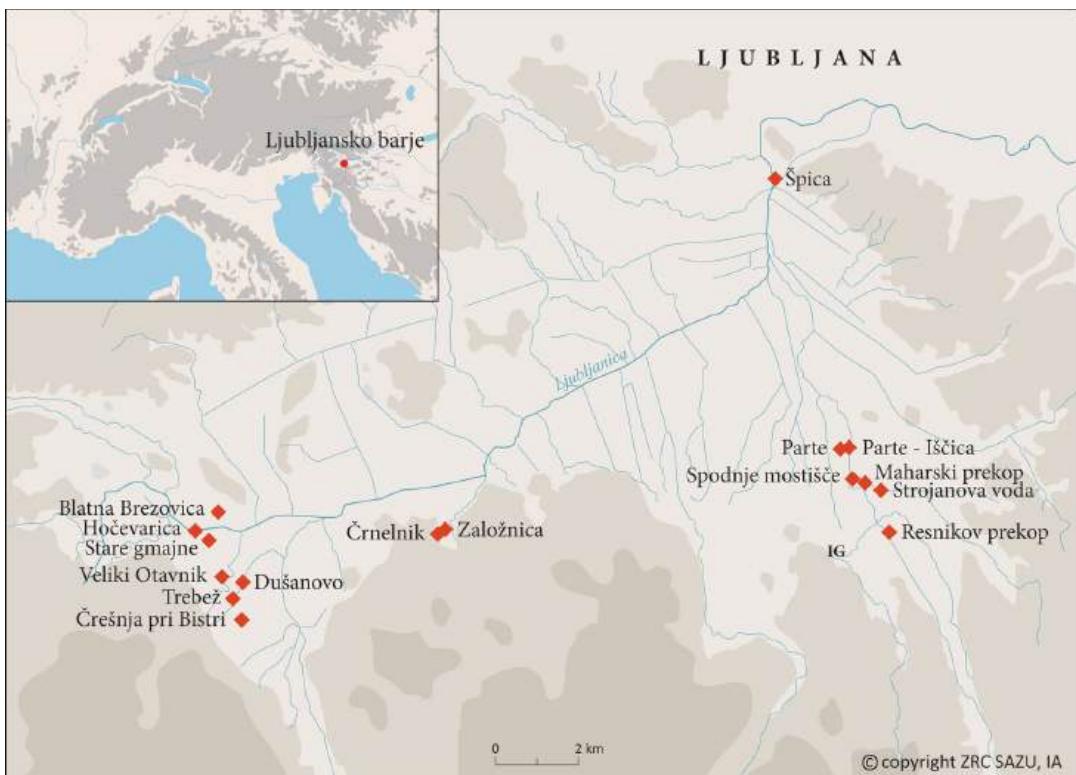 L J U B L J A N A
Ljubljansko barje
Špica
Ljubljanica
Parte
Parte - Iščica
Spodnje mostišče
Maharski prekop
Strojanova voda
Resnikov prekop
IG
Blatna Brezovica
Hočevarica
Stare gmajne
Črnelnik
Založnica
Veliki Otavnik
Dušanovo
Trebež
Črešnja pri Bistri
0 2 km
© copyright ZRC SAZU, IA